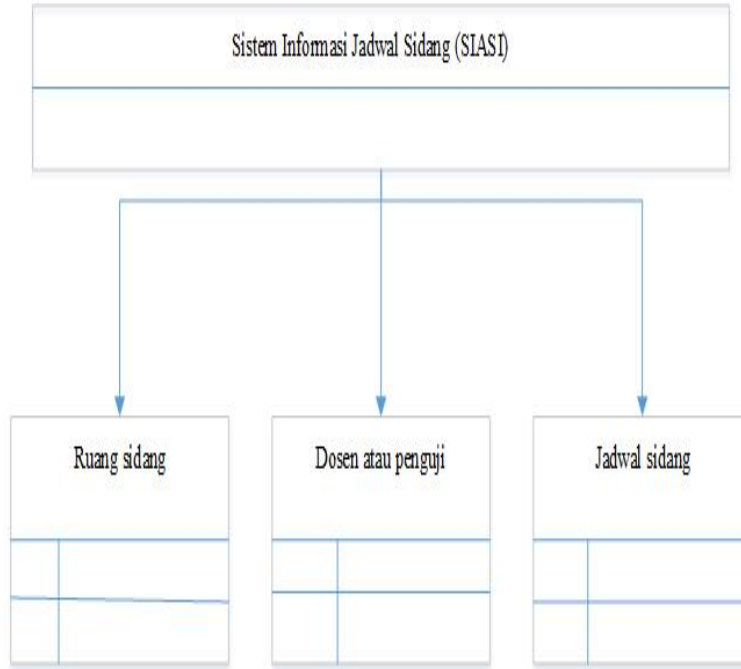 Sistem Informasi Jadwal Sidang (SIASI)
Ruang sidang
Dosen atau penguji
Jadwal sidang